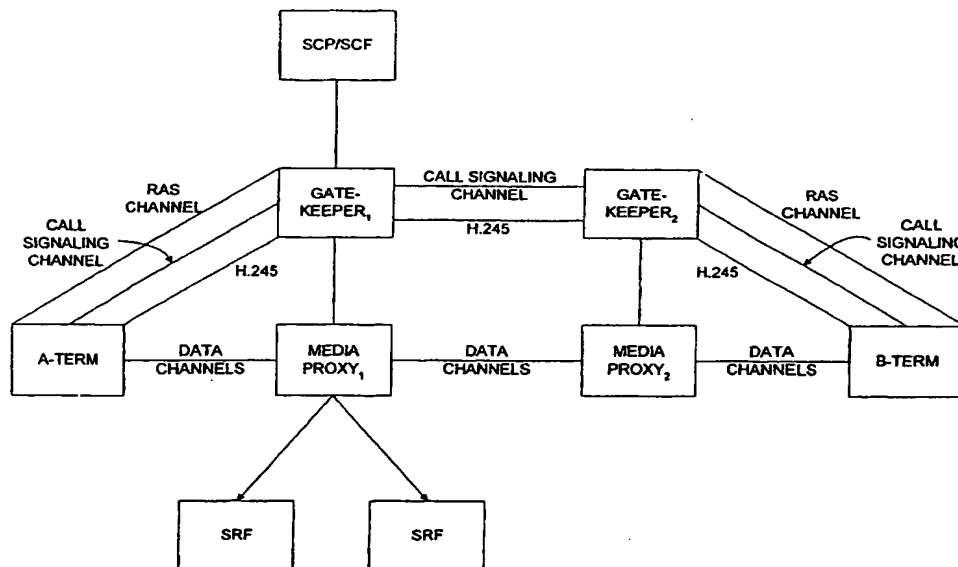 SCP/SCF
RAS
CHANNEL
CALL
SIGNALING
CHANNEL
H.245
GATE-
KEEPER1
CALL SIGNALING
CHANNEL
H.245
GATE-
KEEPER2
RAS
CHANNEL
CALL
SIGNALING
CHANNEL
H.245
A-TERM
DATA
CHANNELS
MEDIA
PROXY1
DATA
CHANNELS
MEDIA
PROXY2
DATA
CHANNELS
B-TERM
SRF
SRF